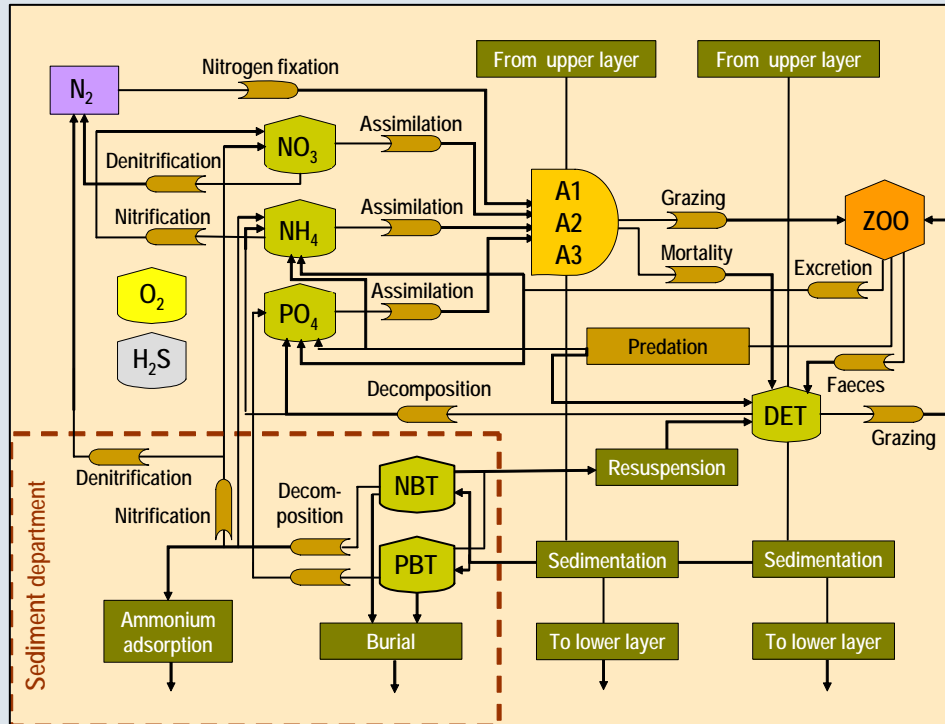 From upper layer
From upper layer
Nitrogen fixation
N₂
NO₃
Assimilation
Denitrification
A1
A2
A3
Grazing
ZOO
Nitrification
NH₄
Assimilation
Mortality
Excretion
O₂
PO₄
Assimilation
H₂S
Predation
Faeces
Decomposition
DET
Grazing
Resuspension
Denitrification
Decom-
position
NBT
Nitrification
PBT
Sedimentation
Sedimentation
Sediment department
Ammonium
adsorption
Burial
To lower layer
To lower layer